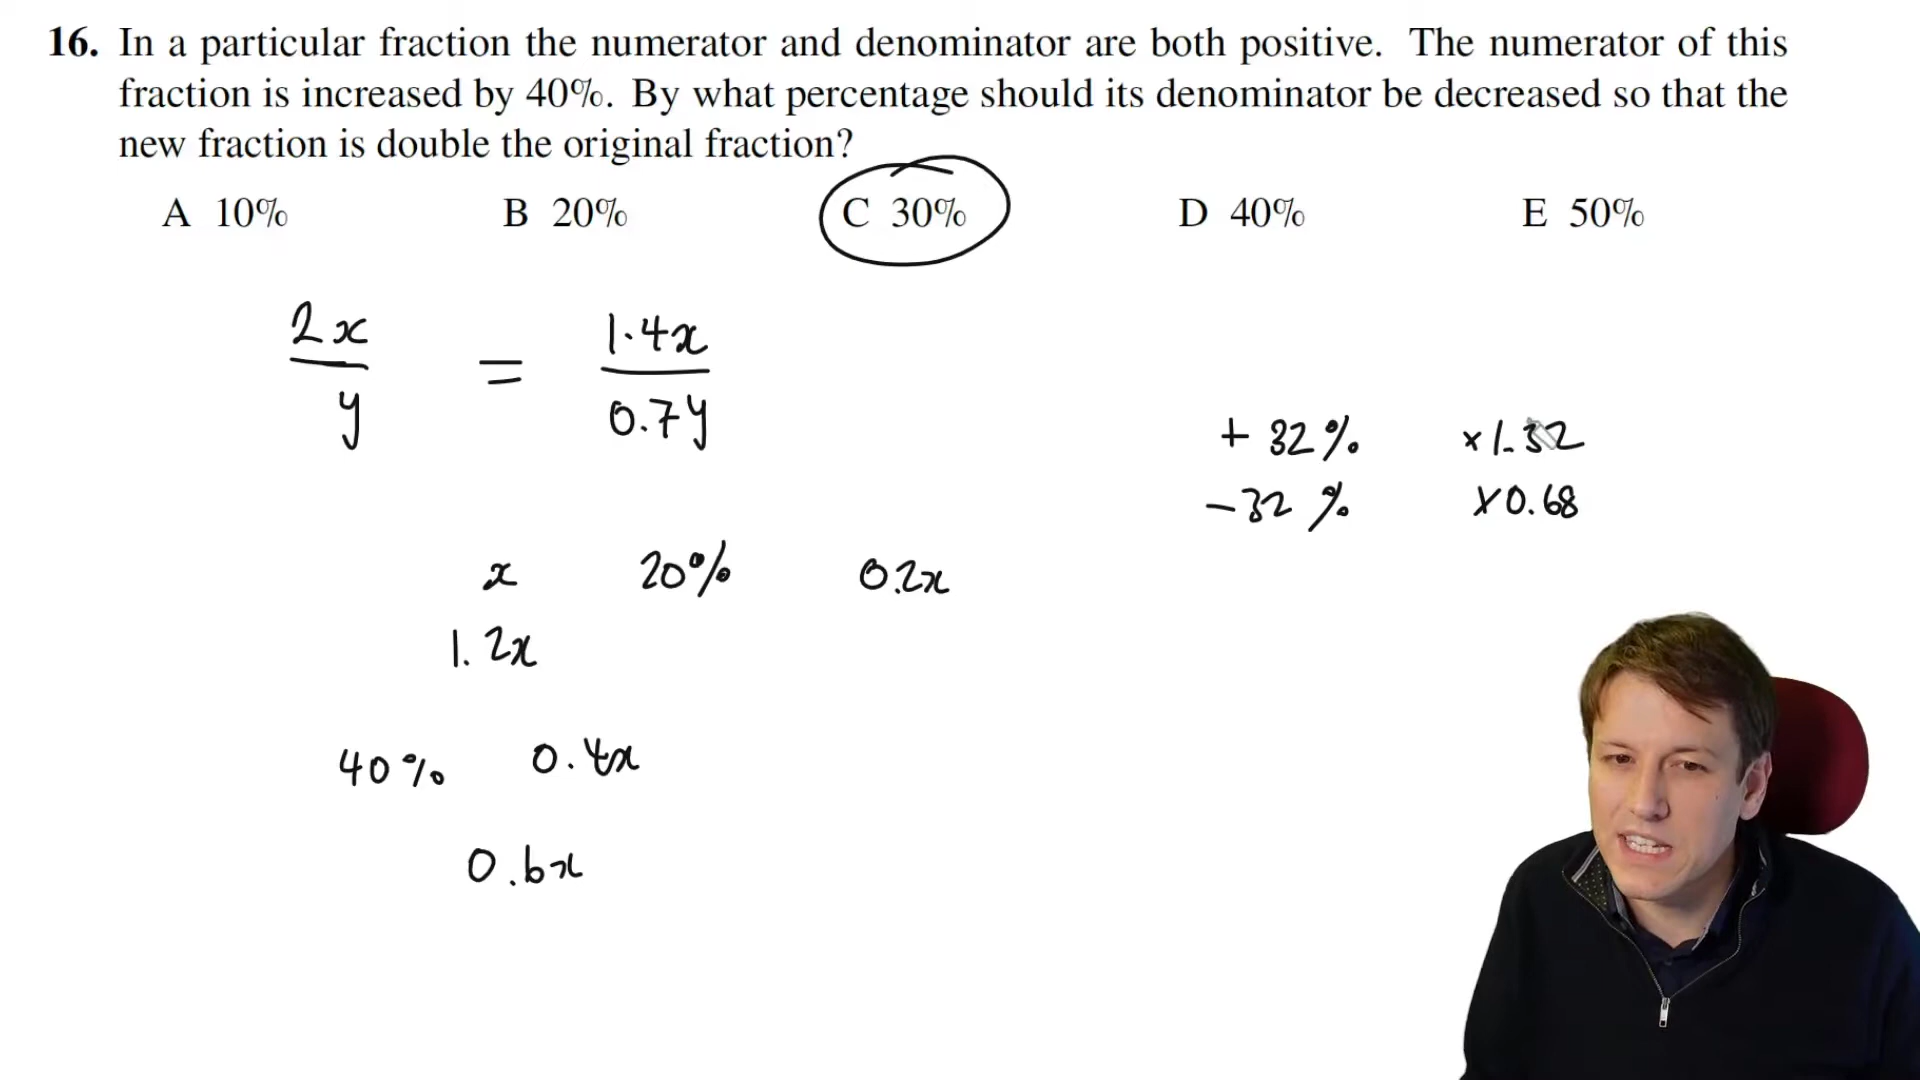 16. In a particular fraction the numerator and denominator are both positive. The numerator of this
fraction is increased by 40%. By what percentage should its denominator be decreased so that the
new fraction is double the original fraction?
A 10% B 20% C 30% D 40% E 50%
2x/y = 1.4x/0.7y
+ 32% ×1.32
- 32% ×0.68
x 20% 0.2x
1.2x
40% 0.4x
0.6x